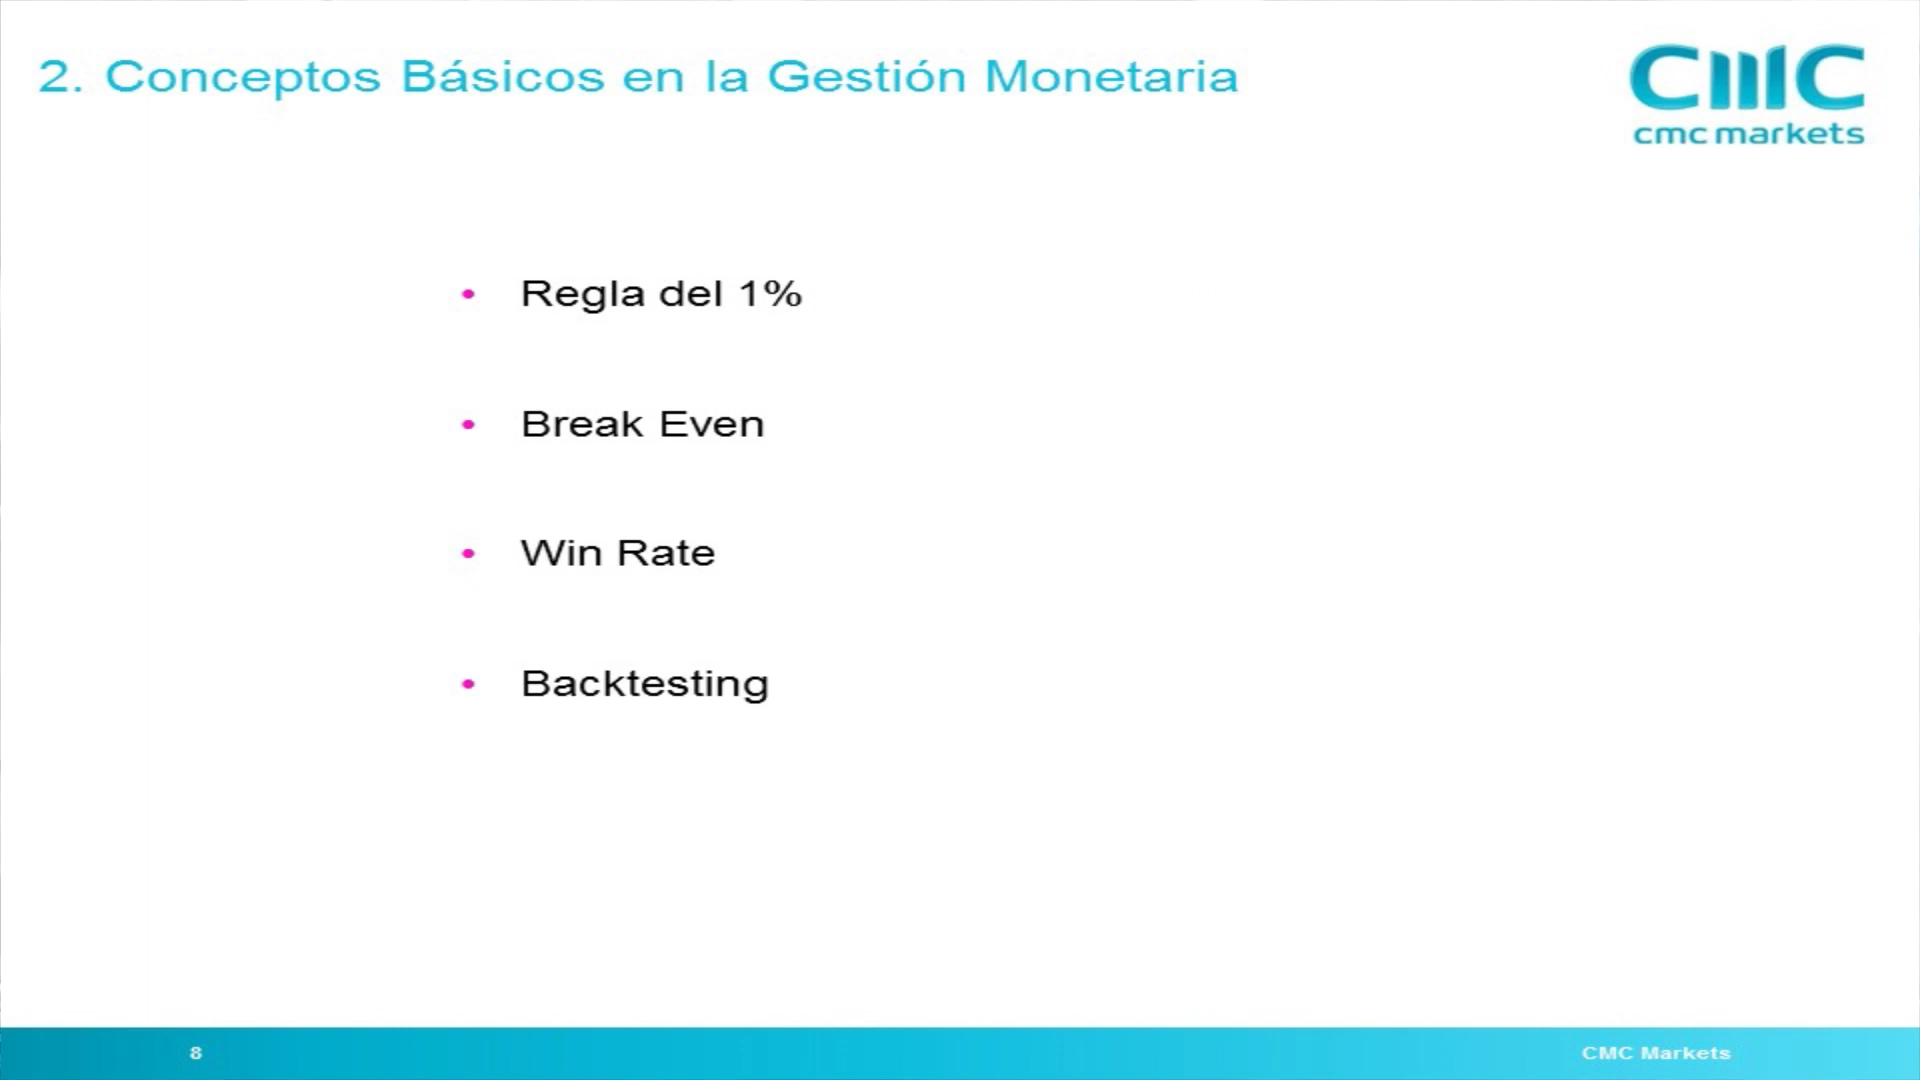 2. Conceptos Básicos en la Gestión Monetaria
CMC
cmc markets
• Regla del 1%
• Break Even
• Win Rate
• Backtesting
8
CMC Markets